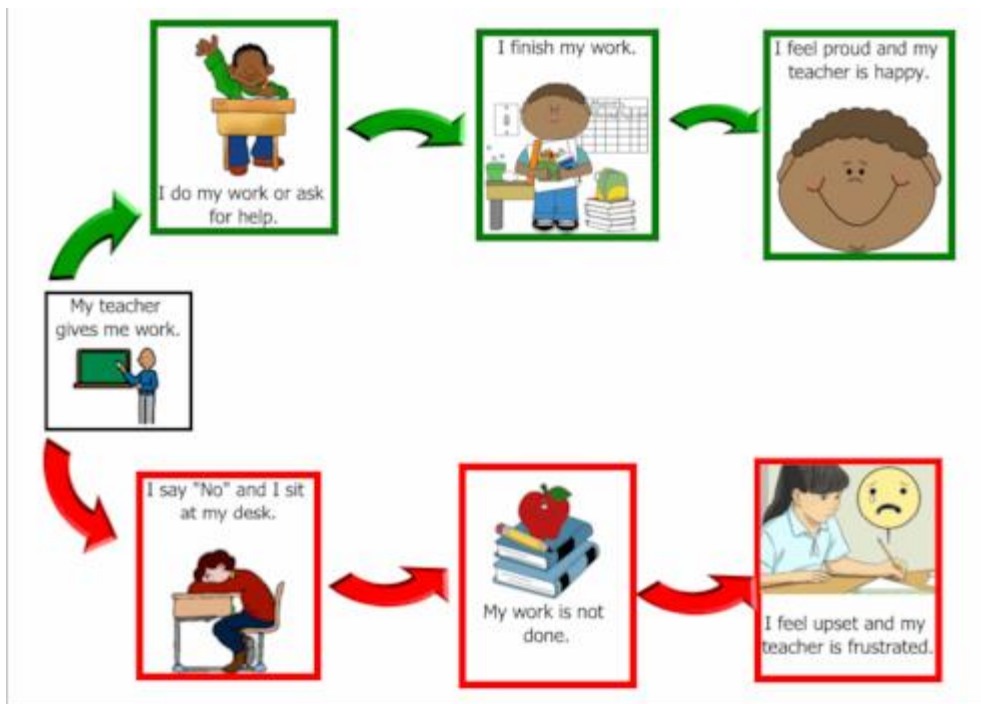 My teacher
gives me work.
I do my work or ask
for help.
I finish my work.
I feel proud and my
teacher is happy.
I say "No" and I sit
at my desk.
My work is not
done.
I feel upset and my
teacher is frustrated.